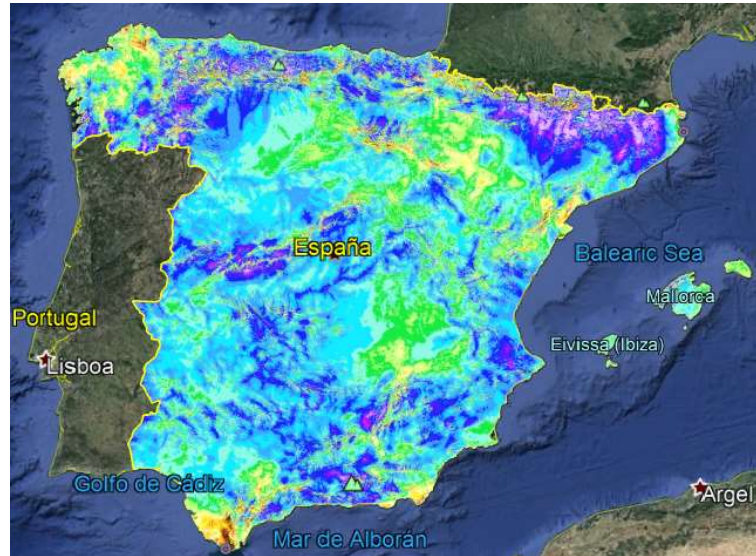 España
Balearic Sea
Mallorca
Portugal
Eivissa (Ibiza)
Lisboa
Golfo de Cádiz
Argel
Mar de Alborán